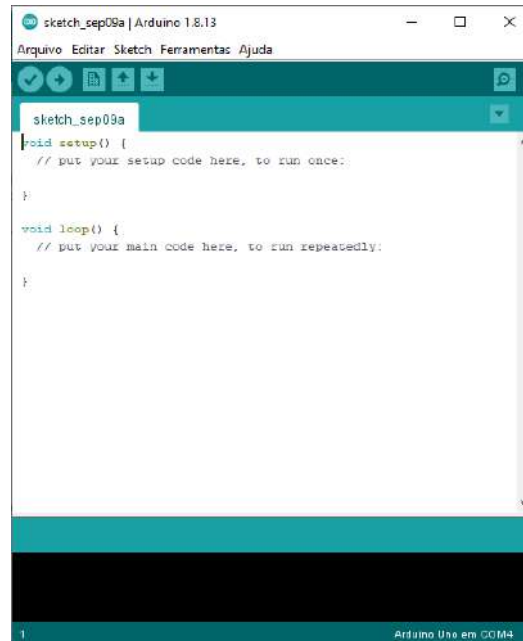 sketch_sep09a | Arduino 1.8.13
Arquivo Editar Sketch Ferramentas Ajuda
sketch_sep09a
void setup() {
// put your setup code here, to run once:
}
void loop() {
// put your main code here, to run repeatedly:
}
1
Arduino Uno em COM4